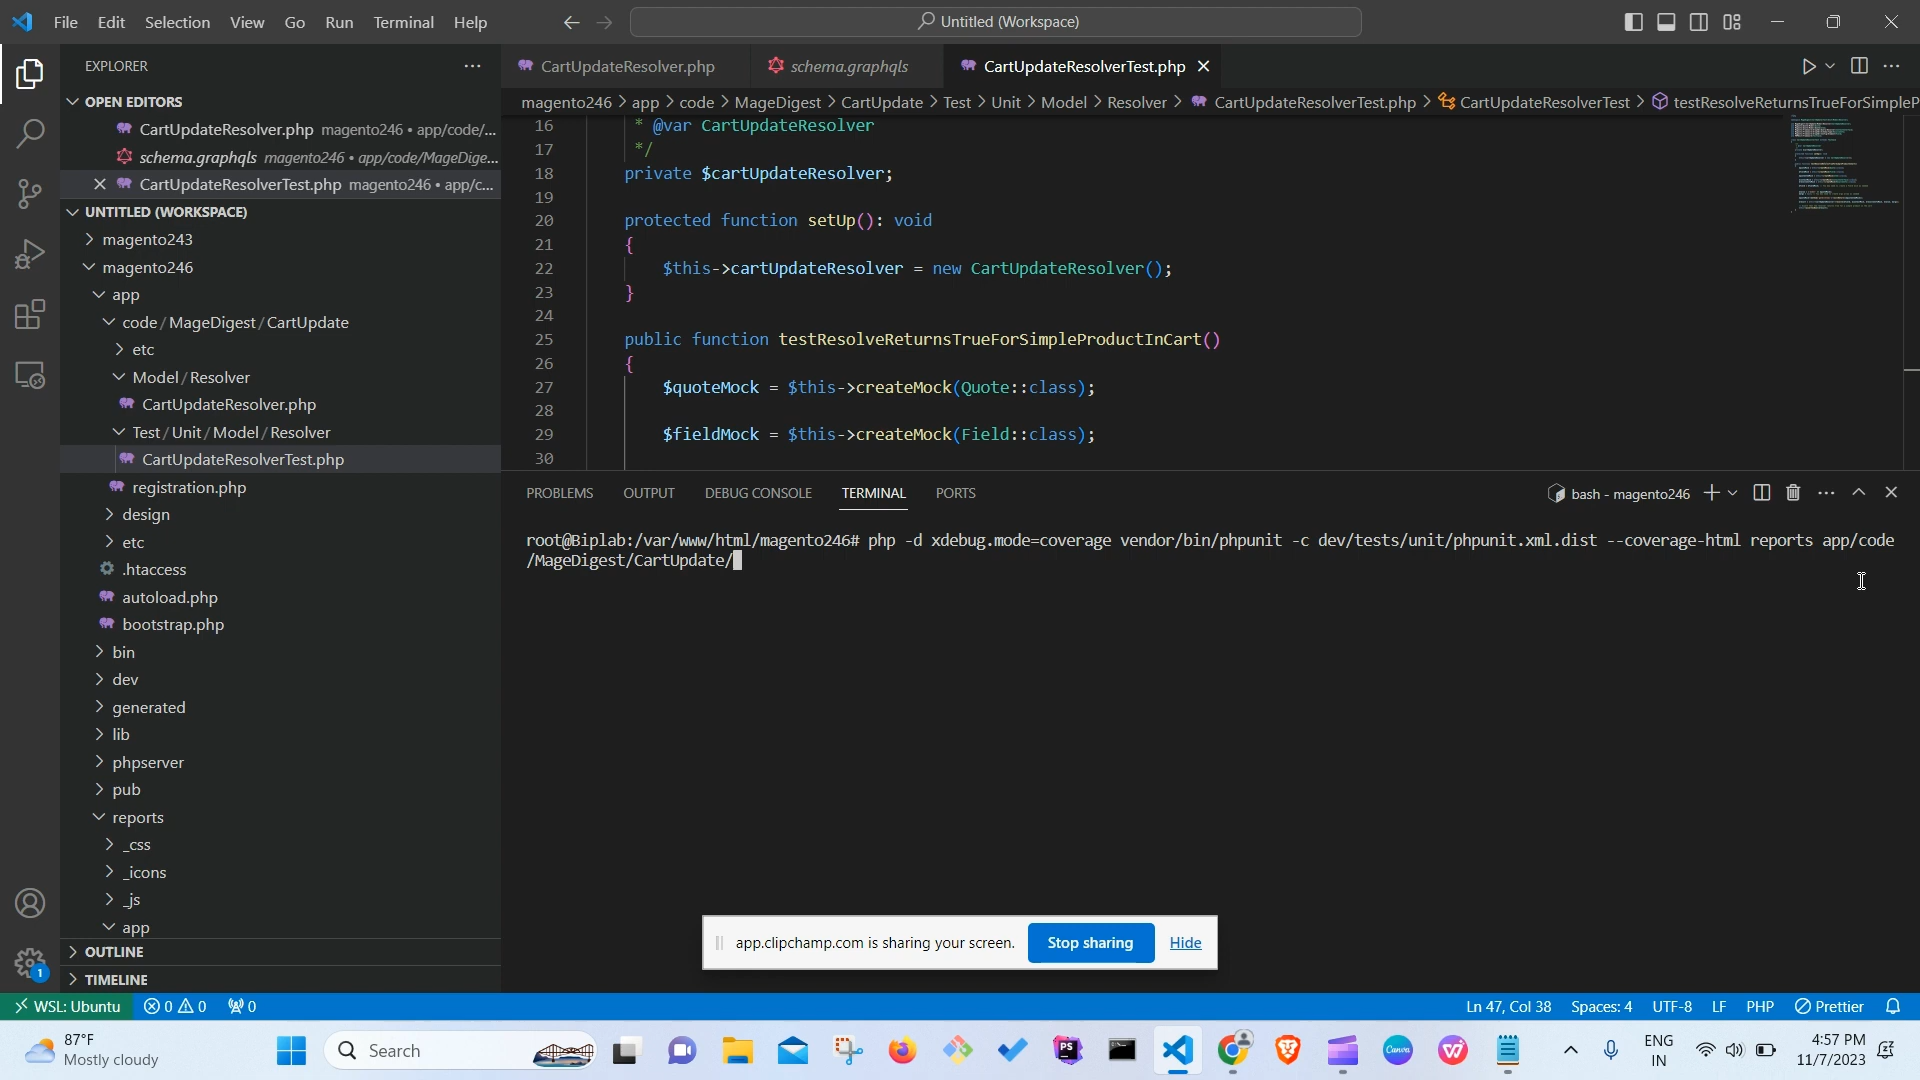 File Edit Selection View Go Run Terminal Help
Untitled (Workspace)
EXPLORER
OPEN EDITORS
CartUpdateResolver.php magento246 • app/code/...
schema.graphqls magento246 • app/code/MageDige...
CartUpdateResolverTest.php magento246 • app/c...
UNTITLED (WORKSPACE)
magento243
magento246
app
code / MageDigest / CartUpdate
etc
Model / Resolver
CartUpdateResolver.php
Test / Unit / Model / Resolver
CartUpdateResolverTest.php
registration.php
design
etc
.htaccess
autoload.php
bootstrap.php
bin
dev
generated
lib
phpserver
pub
reports
_css
_icons
_js
app
OUTLINE
TIMELINE
CartUpdateResolver.php
schema.graphqls
CartUpdateResolverTest.php
magento246 > app > code > MageDigest > CartUpdate > Test > Unit > Model > Resolver > CartUpdateResolverTest.php > CartUpdateResolverTest > testResolveReturnsTrueForSimpleP
16 * @var CartUpdateResolver
17 */
18 private $cartUpdateResolver;
19
20 protected function setUp(): void
21 {
22 $this->cartUpdateResolver = new CartUpdateResolver();
23 }
24
25 public function testResolveReturnsTrueForSimpleProductInCart()
26 {
27 $quoteMock = $this->createMock(Quote::class);
28
29 $fieldMock = $this->createMock(Field::class);
30
PROBLEMS OUTPUT DEBUG CONSOLE TERMINAL PORTS
bash - magento246
root@Biplab:/var/www/html/magento246# php -d xdebug.mode=coverage vendor/bin/phpunit -c dev/tests/unit/phpunit.xml.dist --coverage-html reports app/code
/MageDigest/CartUpdate/
app.clipchamp.com is sharing your screen. Stop sharing Hide
1
WSL: Ubuntu 0 0 0
Ln 47, Col 38 Spaces: 4 UTF-8 LF PHP Prettier
87°F
Mostly cloudy
Search
PS
Canva
ENG
IN
4:57 PM
11/7/2023